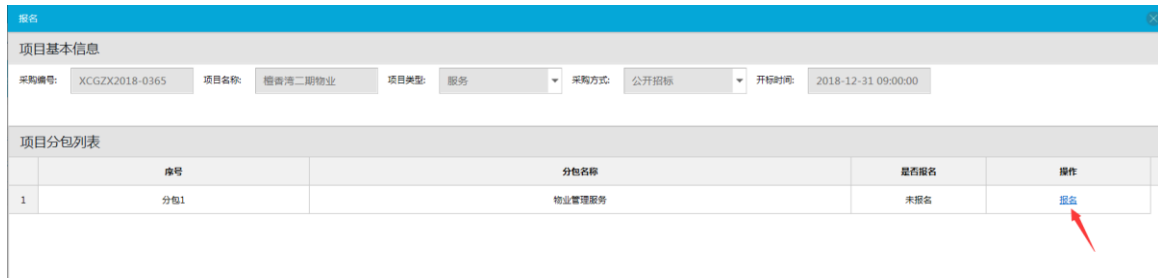 报名
项目基本信息
采购编号: XCGZX2018-0365 项目名称: 檀香湾二期物业 项目类型: 服务 采购方式: 公开招标 开标时间: 2018-12-31 09:00:00
项目分包列表
序号 分包名称 是否报名 操作
1 分包1 物业管理服务 未报名 报名